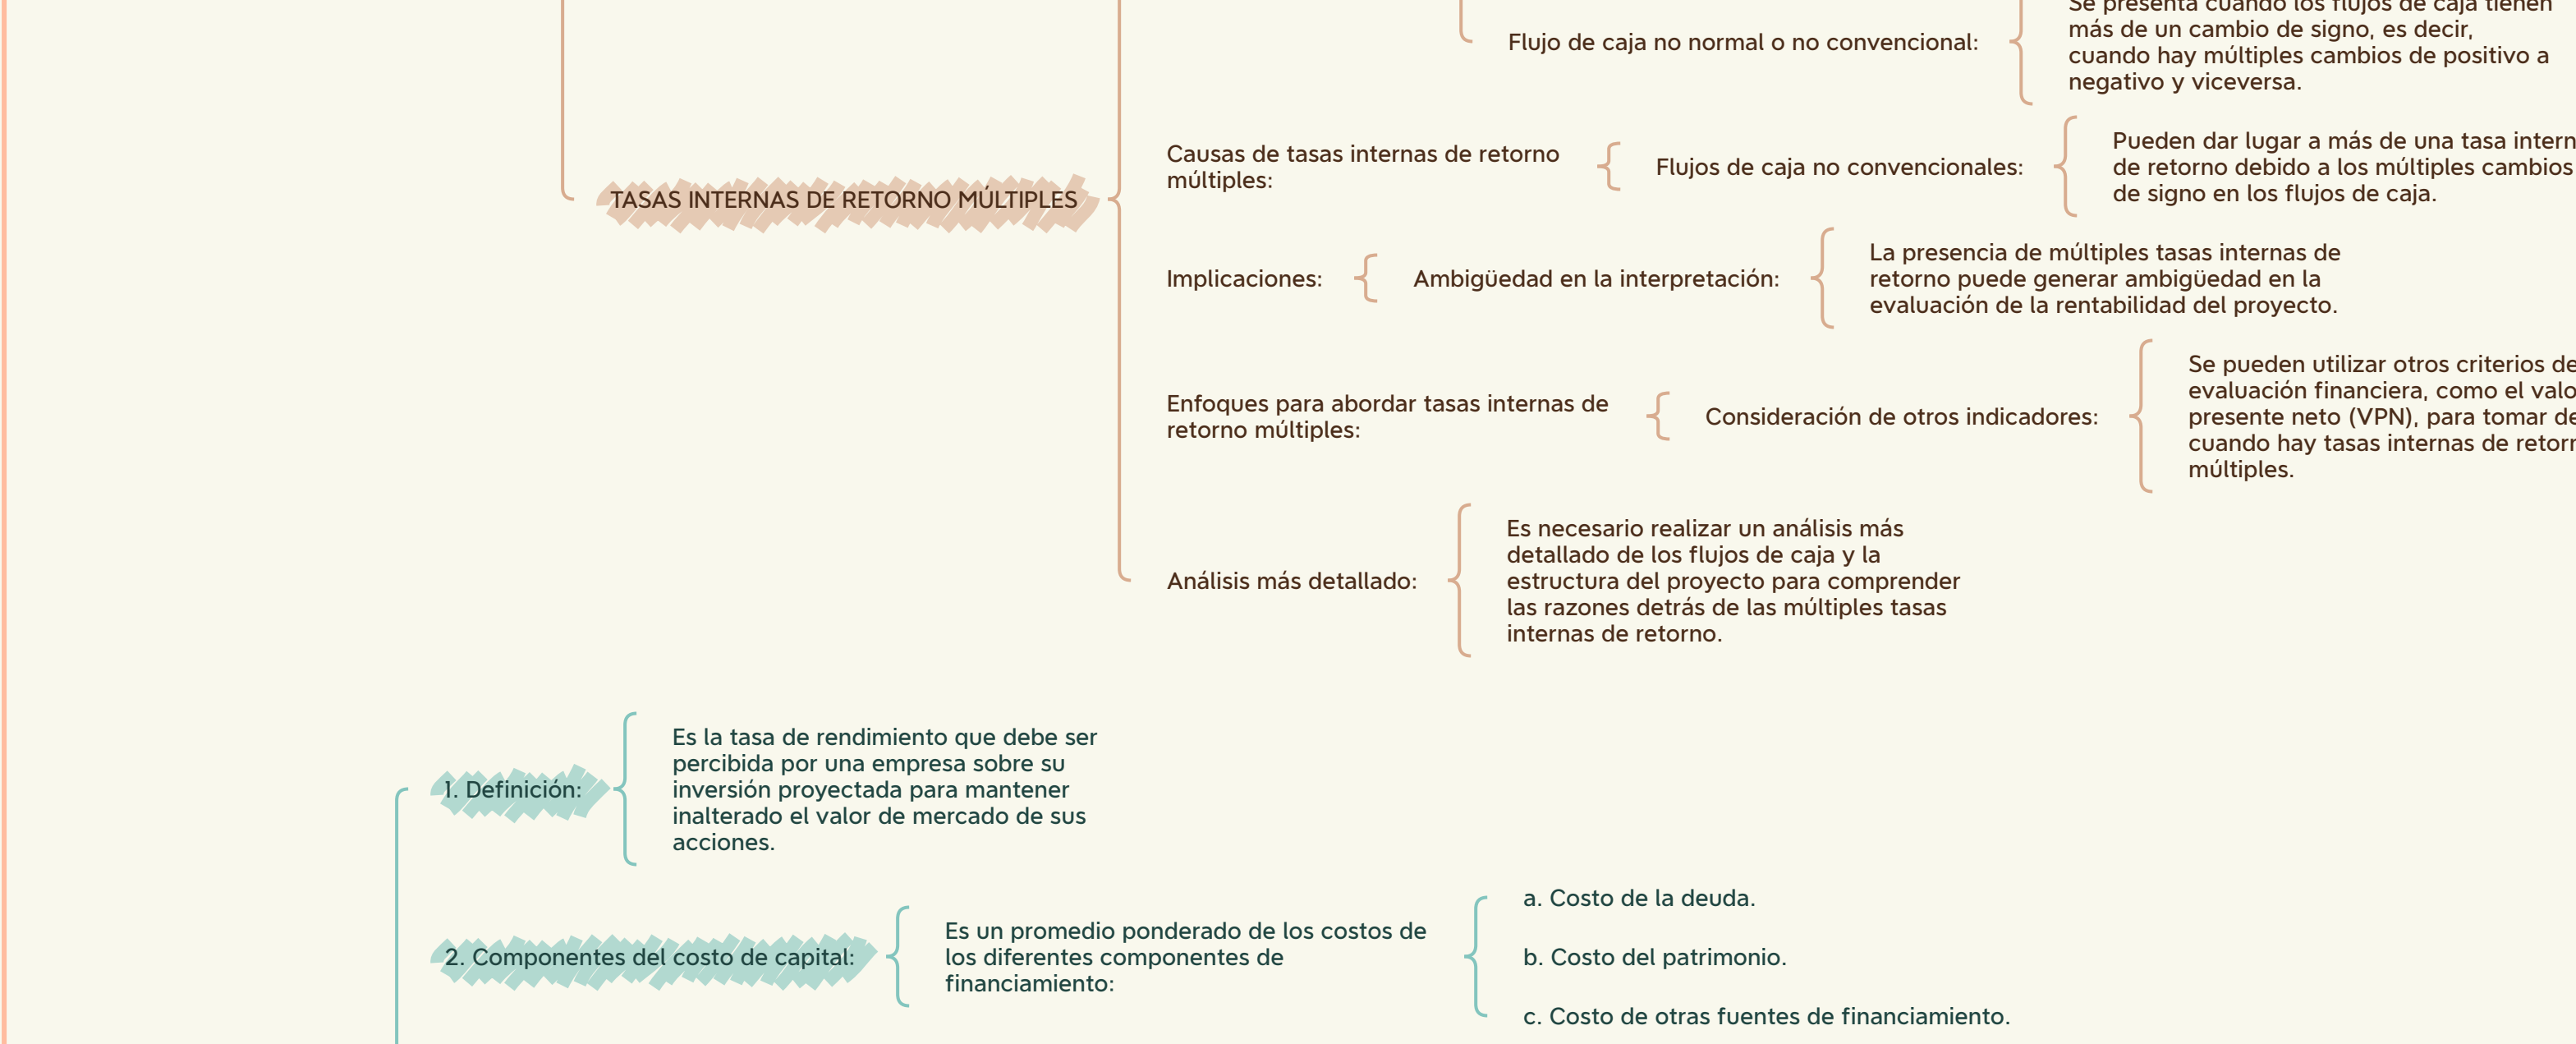 Se presenta cuando los flujos de caja tienen
más de un cambio de signo, es decir,
Flujo de caja no normal o no convencional:
cuando hay múltiples cambios de positivo a
negativo y viceversa.
TASAS INTERNAS DE RETORNO MÚLTIPLES
Causas de tasas internas de retorno
múltiples:
Flujos de caja no convencionales:
Pueden dar lugar a más de una tasa
de retorno debido a los múltiples cambios
de signo en los flujos de caja.
Implicaciones:
Ambigüedad en la interpretación:
La presencia de múltiples tasas internas de
retorno puede generar ambigüedad en la
evaluación de la rentabilidad del proyecto.
Enfoques para abordar tasas internas de
retorno múltiples:
Consideración de otros indicadores:
Se pueden utilizar otros criterios de
evaluación financiera, como el
presente neto (VPN), para tomar
cuando hay tasas internas de
múltiples.
Análisis más detallado:
Es necesario realizar un análisis más
detallado de los flujos de caja y la
estructura del proyecto para comprender
las razones detrás de las múltiples tasas
internas de retorno.
1. Definición:
Es la tasa de rendimiento que debe ser
percibida por una empresa sobre su
inversión proyectada para mantener
inalterado el valor de mercado de sus
acciones.
2. Componentes del costo de capital:
Es un promedio ponderado de los costos de
los diferentes componentes de
financiamiento:
a. Costo de la deuda.
b. Costo del patrimonio.
c. Costo de otras fuentes de financiamiento.